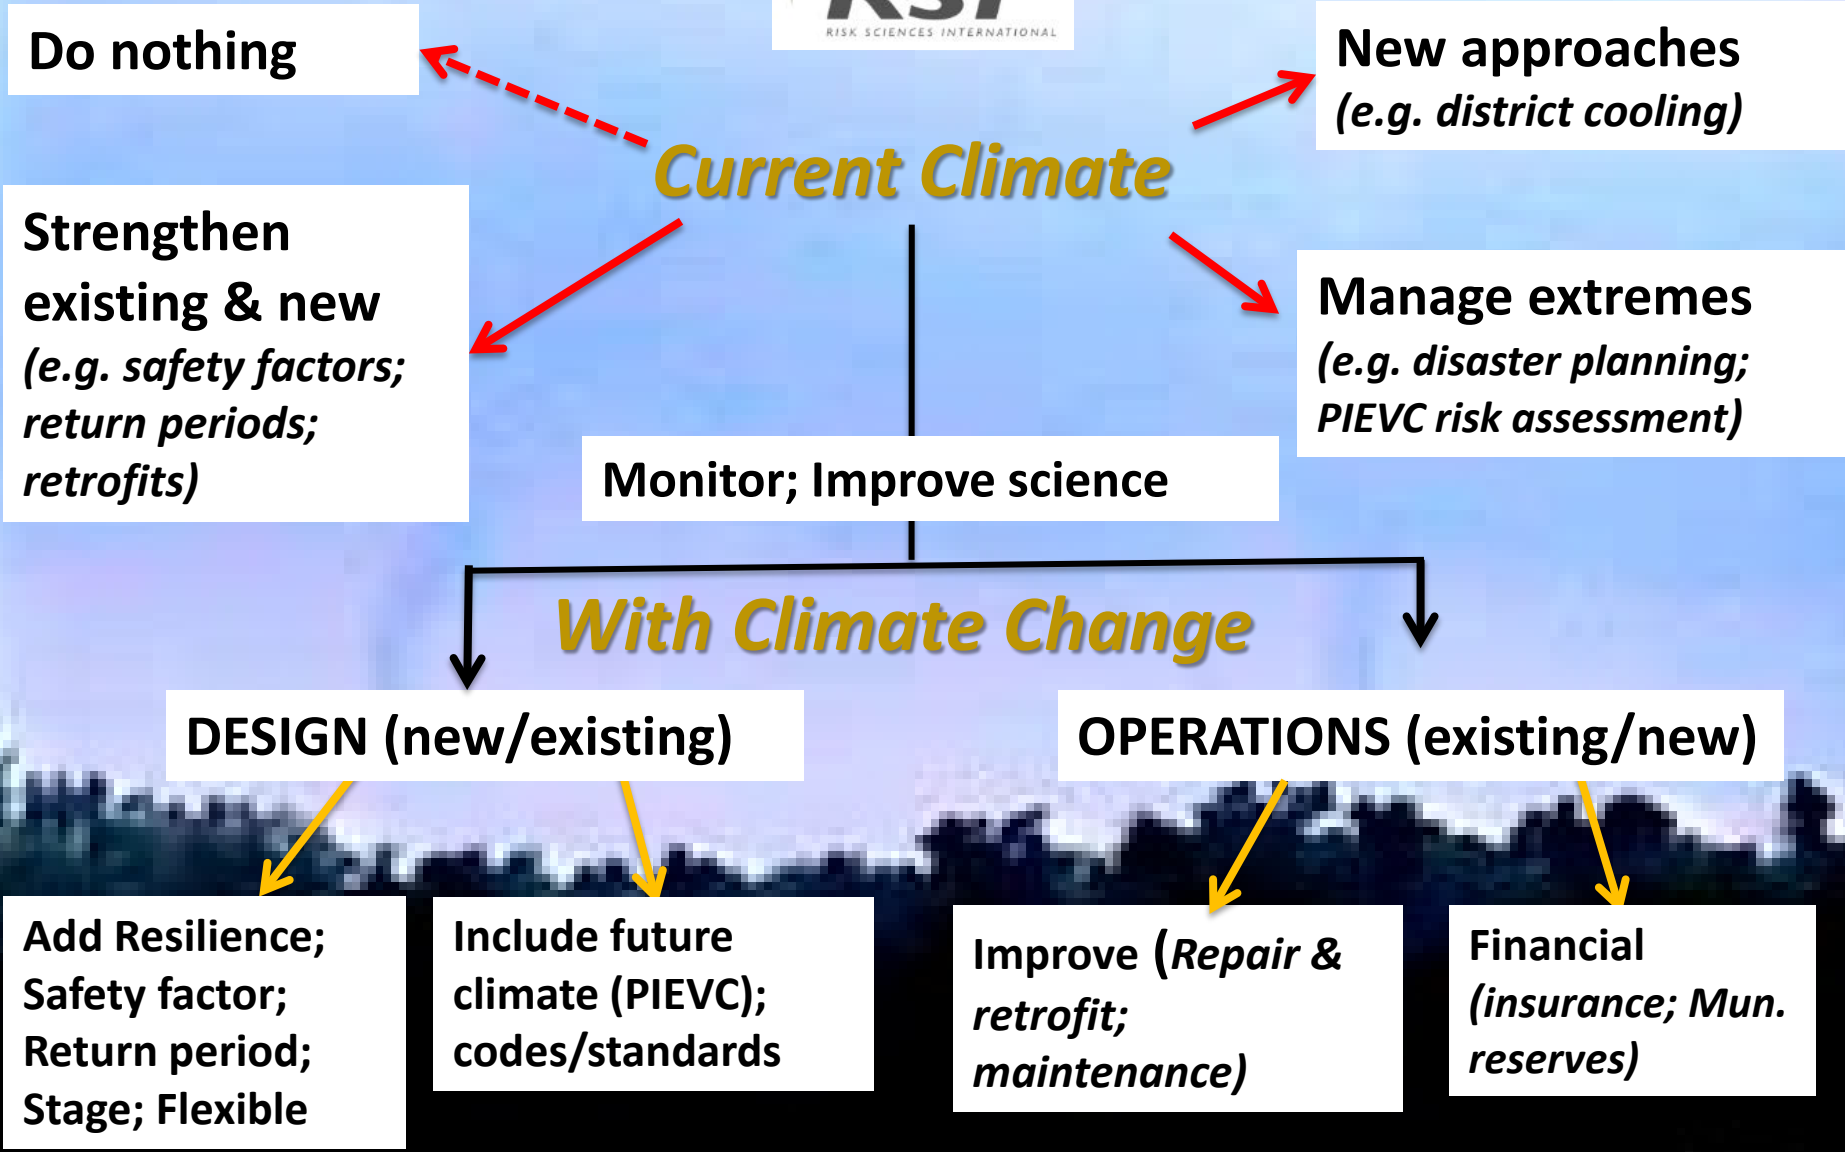 RSI
RISK SCIENCES INTERNATIONAL
Do nothing
New approaches
(e.g. district cooling)
Current Climate
Strengthen
existing & new
(e.g. safety factors;
return periods;
retrofits)
Manage extremes
(e.g. disaster planning;
PIEVC risk assessment)
Monitor; Improve science
With Climate Change
DESIGN (new/existing)
OPERATIONS (existing/new)
Add Resilience;
Safety factor;
Return period;
Stage; Flexible
Include future
climate (PIEVC);
codes/standards
Improve (Repair &
retrofit;
maintenance)
Financial
(insurance; Mun.
reserves)